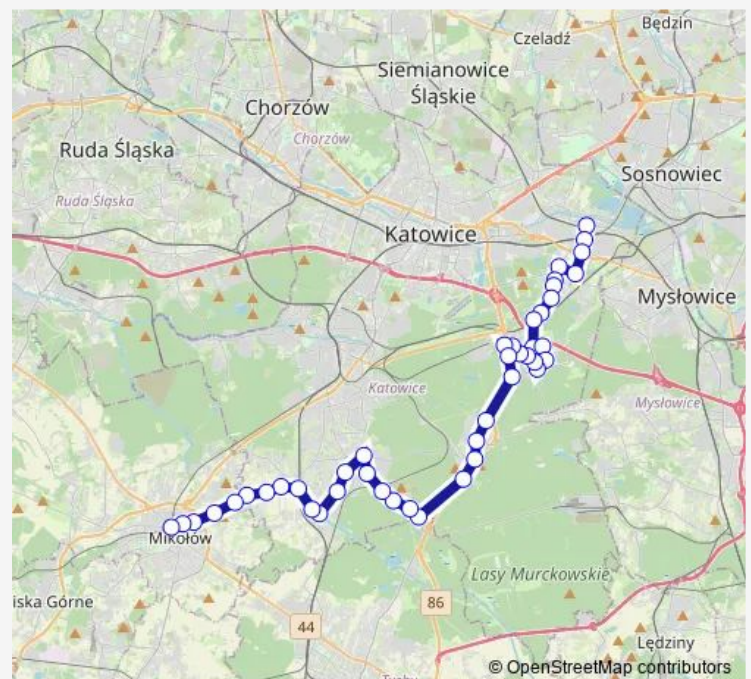 Będzin
Czeladź
Siemianowice
Śląskie
Chorzów
Chorzów
Ruda Śląska
Sosnowiec
Ruda Śląska
Katowice
Mysłowice
Katowice
Mysłowice
Mikołów
Lasy Murckowskie
iska Górne
86
44
Lędziny
© OpenStreetMap contributors